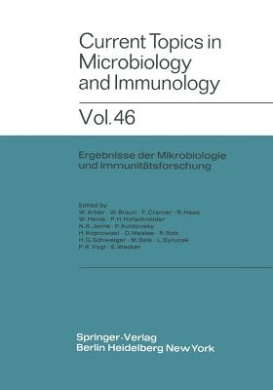 Current Topics in
Microbiology
and Immunology
Vol. 46
Ergebnisse der Mikrobiologie
und Immunitätsforschung
Edited by
W. Arber · W. Braun · F. Cramer · R. Haas
W. Henle · P. H. Hofschneider
N. K. Jerne · P. Koldovsky
H. Koprowski · O. Maaløe · R. Rott
H. G. Schweiger · M. Sela · L. Syruček
P. K. Vogt · E. Wecker
Springer-Verlag
Berlin Heidelberg New York